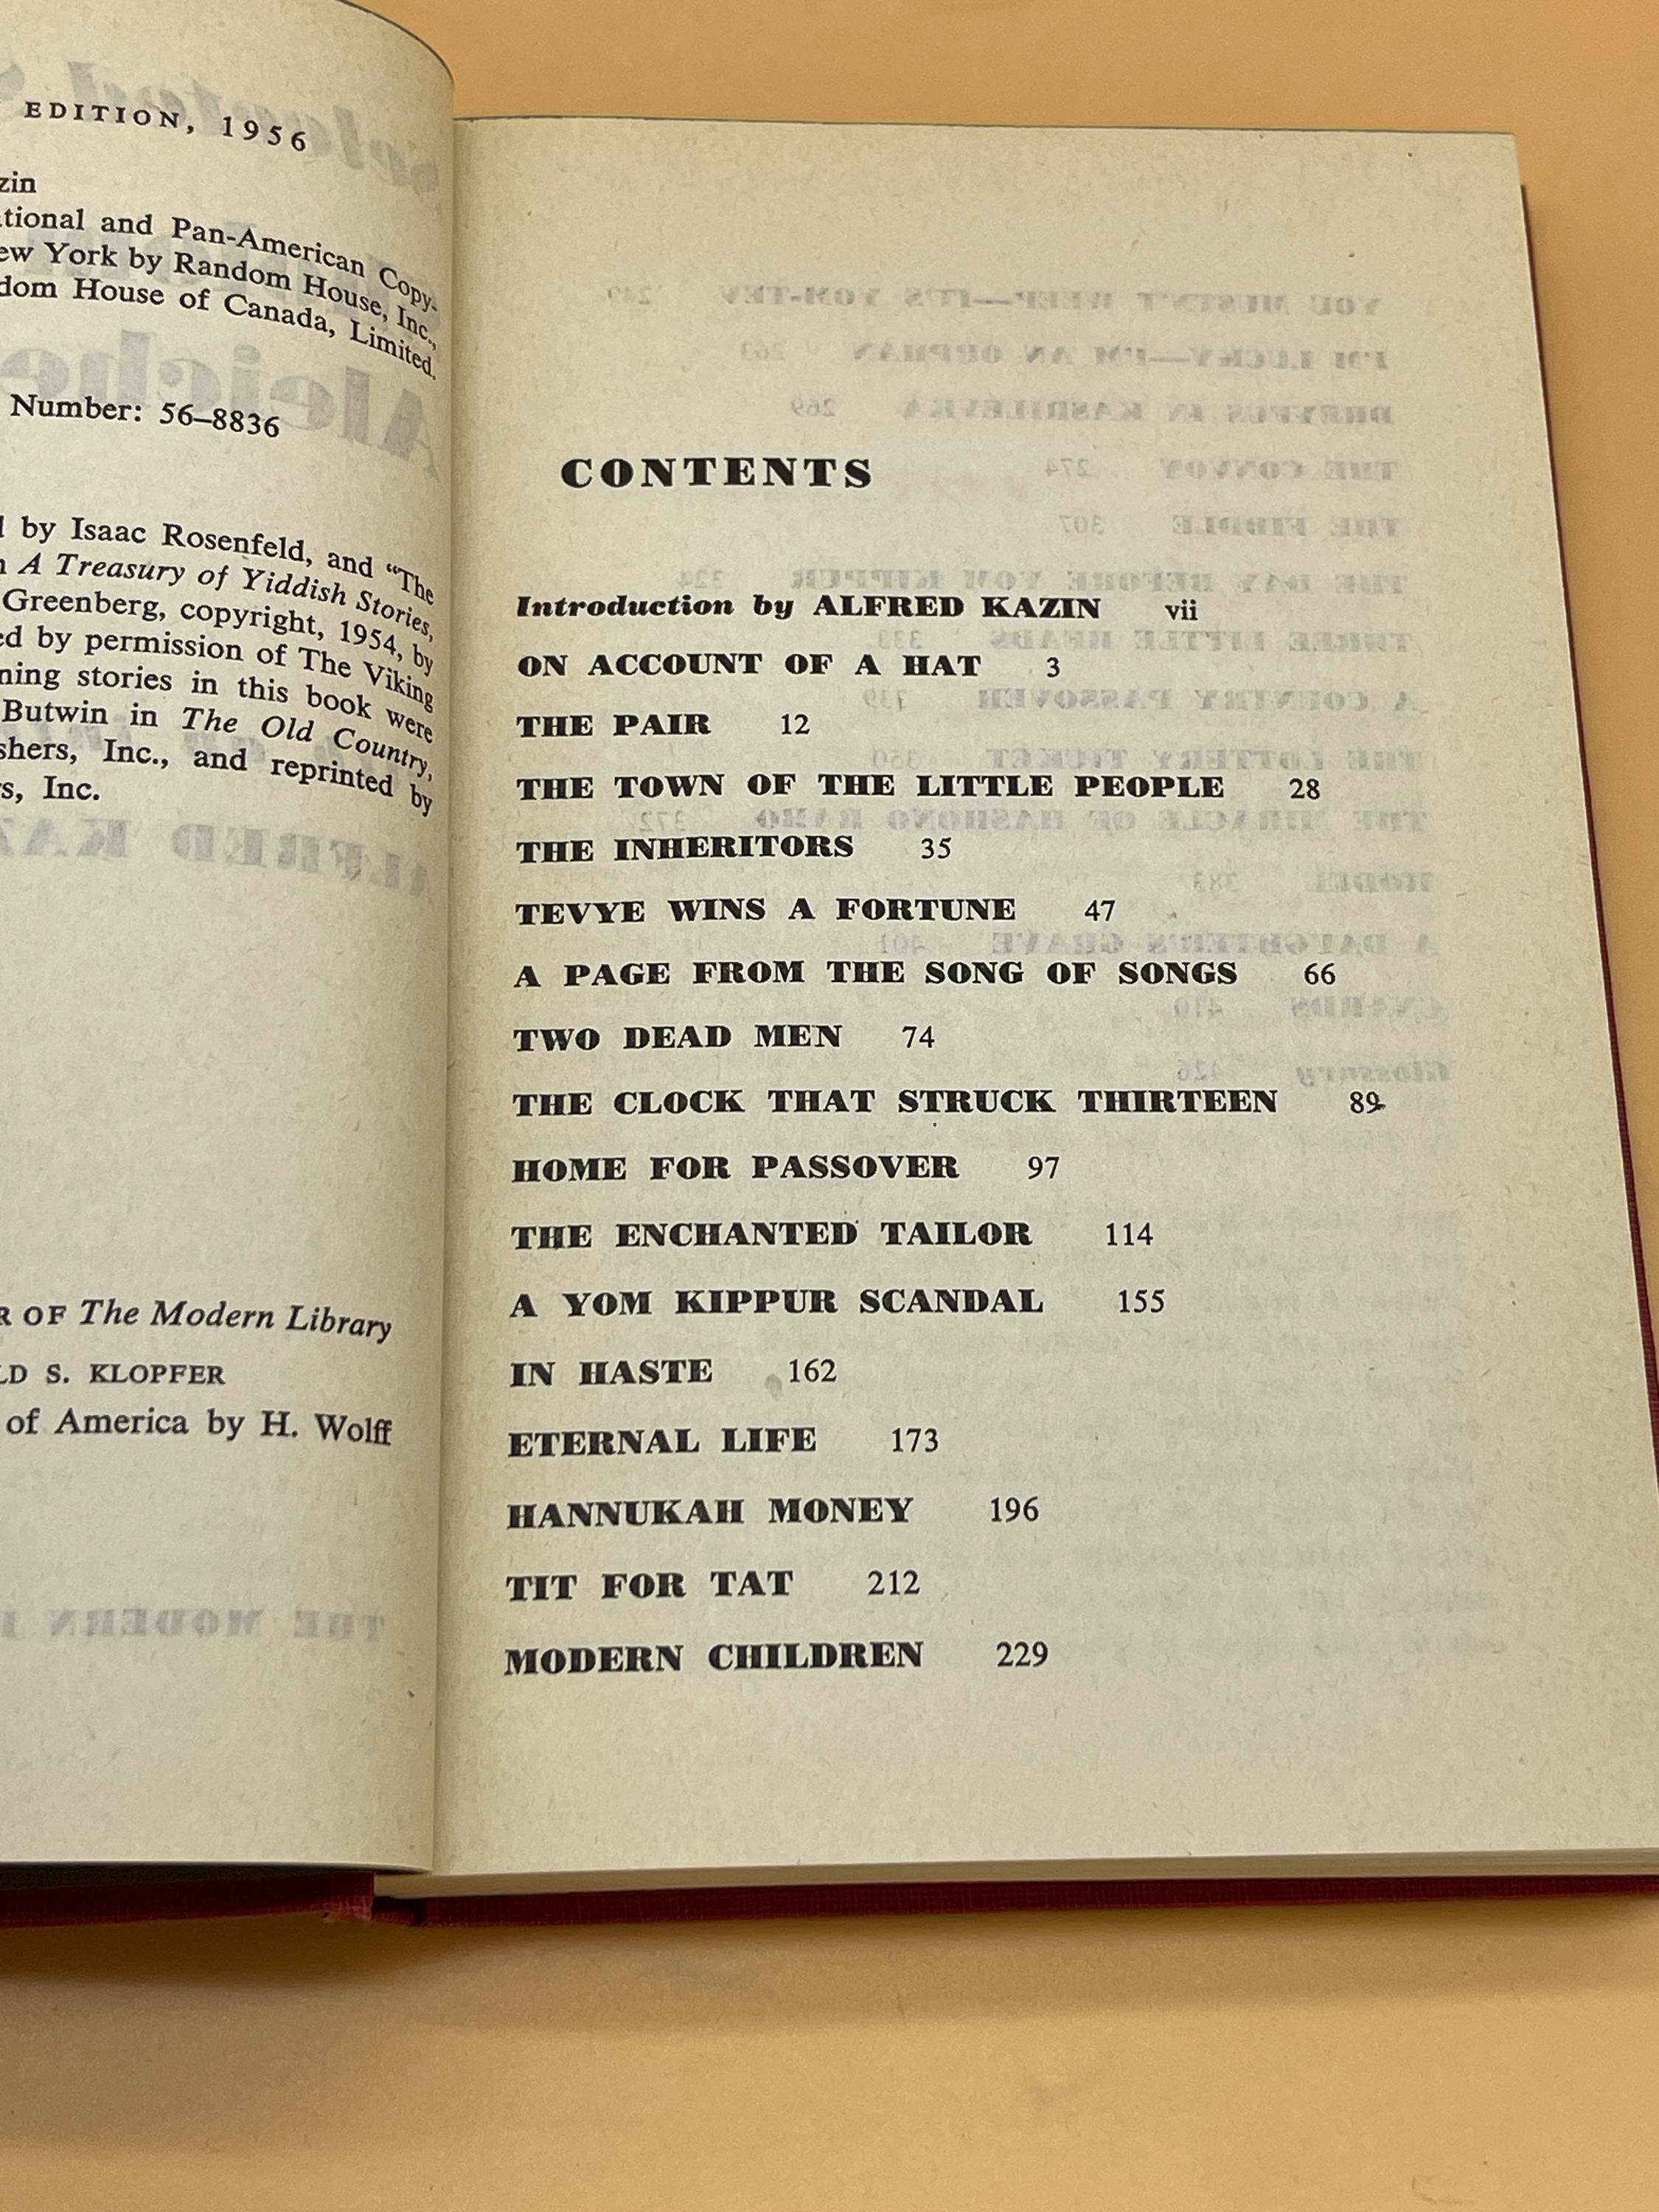 EDITION, 1956
zin
tional and Pan-American Copy-
ew York by Random House, Inc.,
dom House of Canada, Limited.
Number: 56–8836
d by Isaac Rosenfeld, and “The
A Treasury of Yiddish Stories,
Greenberg, copyright, 1954, by
ed by permission of The Viking
ning stories in this book were
Butwin in The Old Country,
shers, Inc., and reprinted by
s, Inc.
R OF The Modern Library
LD S. KLOPFER
of America by H. Wolff
CONTENTS
Introduction by ALFRED KAZIN vii
ON ACCOUNT OF A HAT 3
THE PAIR 12
THE TOWN OF THE LITTLE PEOPLE 28
THE INHERITORS 35
TEVYE WINS A FORTUNE 47
A PAGE FROM THE SONG OF SONGS 66
TWO DEAD MEN 74
THE CLOCK THAT STRUCK THIRTEEN 89
HOME FOR PASSOVER 97
THE ENCHANTED TAILOR 114
A YOM KIPPUR SCANDAL 155
IN HASTE 162
ETERNAL LIFE 173
HANNUKAH MONEY 196
TIT FOR TAT 212
MODERN CHILDREN 229